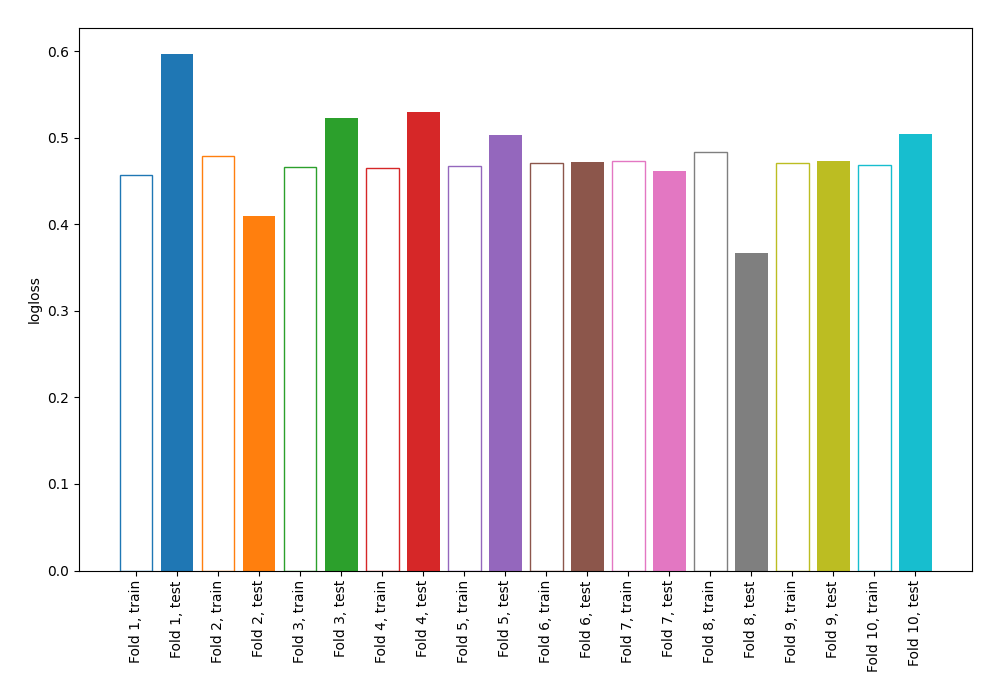 logloss
0.6
0.5
0.4
0.3
0.2
0.1
0.0
Fold 1, train
Fold 1, test
Fold 2, train
Fold 2, test
Fold 3, train
Fold 3, test
Fold 4, train
Fold 4, test
Fold 5, train
Fold 5, test
Fold 6, train
Fold 6, test
Fold 7, train
Fold 7, test
Fold 8, train
Fold 8, test
Fold 9, train
Fold 9, test
Fold 10, train
Fold 10, test